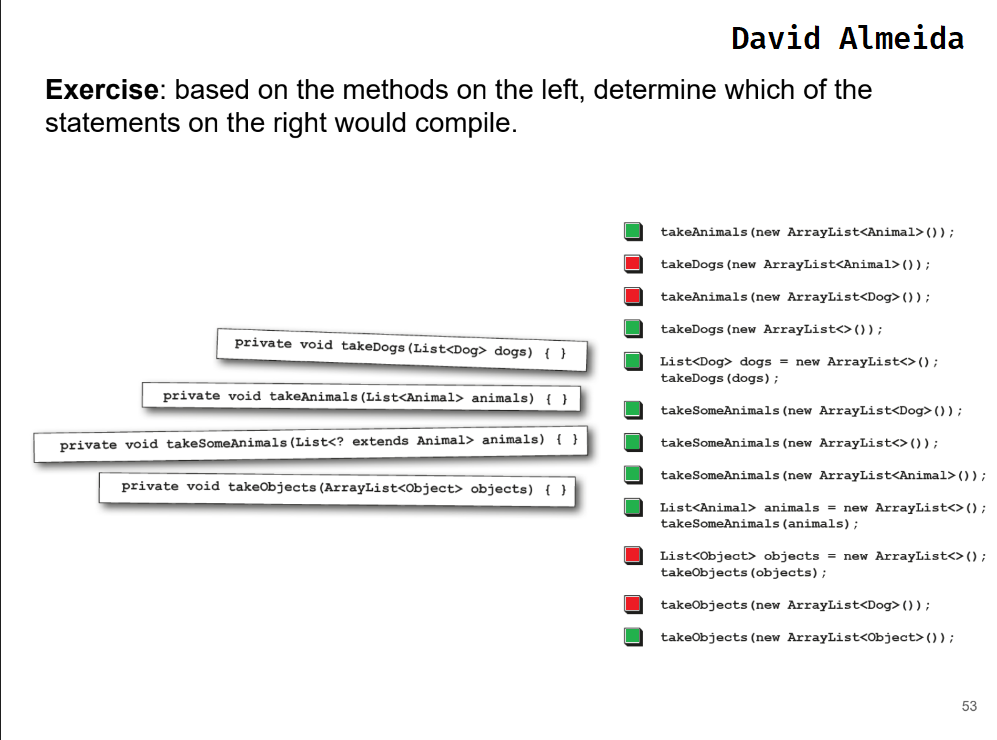 David Almeida
Exercise: based on the methods on the left, determine which of the
statements on the right would compile.
private void takeDogs(List<Dog> dogs) { }
private void takeAnimals(List<Animal> animals) { }
private void takeSomeAnimals(List<? extends Animal> animals) { }
private void takeObjects(ArrayList<Object> objects) { }
takeAnimals(new ArrayList<Animal>());
takeDogs(new ArrayList<Animal>());
takeAnimals(new ArrayList<Dog>());
takeDogs(new ArrayList<>());
List<Dog> dogs = new ArrayList<>();
takeDogs(dogs);
takeSomeAnimals(new ArrayList<Dog>());
takeSomeAnimals(new ArrayList<>());
takeSomeAnimals(new ArrayList<Animal>());
List<Animal> animals = new ArrayList<>();
takeSomeAnimals(animals);
List<Object> objects = new ArrayList<>();
takeObjects(objects);
takeObjects(new ArrayList<Dog>());
takeObjects(new ArrayList<Object>());
53